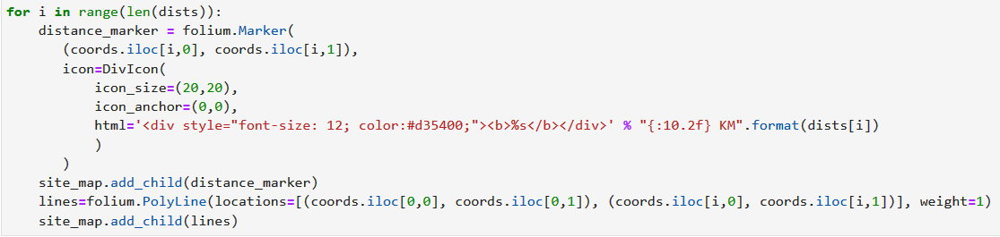 for i in range(len(dists)):
    distance_marker = folium.Marker(
       (coords.iloc[i,0], coords.iloc[i,1]),
       icon=DivIcon(
           icon_size=(20,20),
           icon_anchor=(0,0),
           html='<div style="font-size: 12; color:#d35400;"><b>%s</b></div>' % "{:10.2f} KM".format(dists[i])
           )
       )
    site_map.add_child(distance_marker)
    lines=folium.PolyLine(locations=[(coords.iloc[0,0], coords.iloc[0,1]), (coords.iloc[i,0], coords.iloc[i,1])], weight=1)
    site_map.add_child(lines)